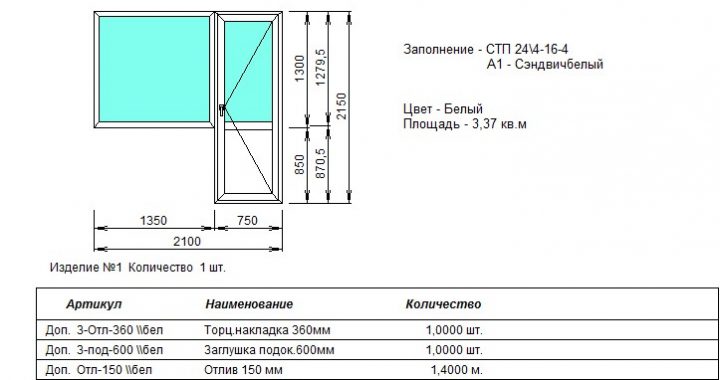 Заполнение - СТП 24\4-16-4
А1 - Сэндвичбелый
Цвет - Белый
Площадь - 3,37 кв.м
1300
1279,5
2150
850
870,5
1350
750
2100
Изделие №1 Количество 1 шт.
Артикул Наименование Количество
Доп. 3-Отл-360 \\бел Торц.накладка 360мм 1,0000 шт.
Доп. 3-под-600 \\бел Заглушка подок.600мм 1,0000 шт.
Доп. Отл-150 \\бел Отлив 150 мм 1,4000 м.